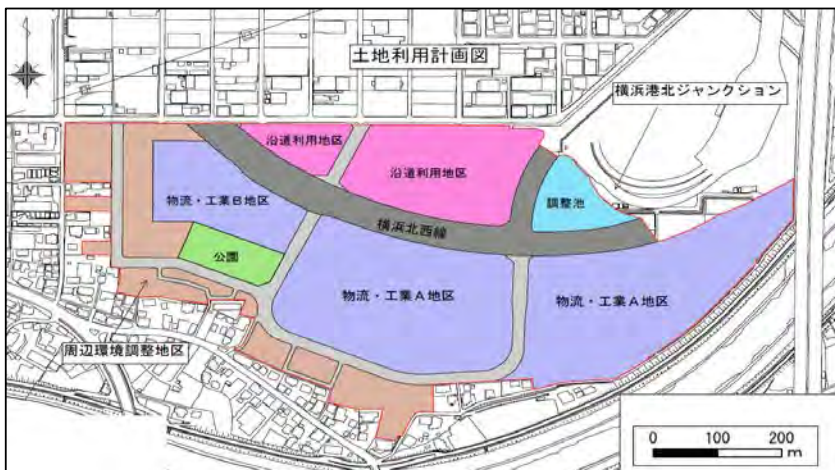 土地利用計画図
横浜港北ジャンクション
沿道利用地区
沿道利用地区
物流・工業B地区
調整池
横浜北西線
公園
物流・工業A地区
物流・工業A地区
周辺環境調整地区
0 100 200
m